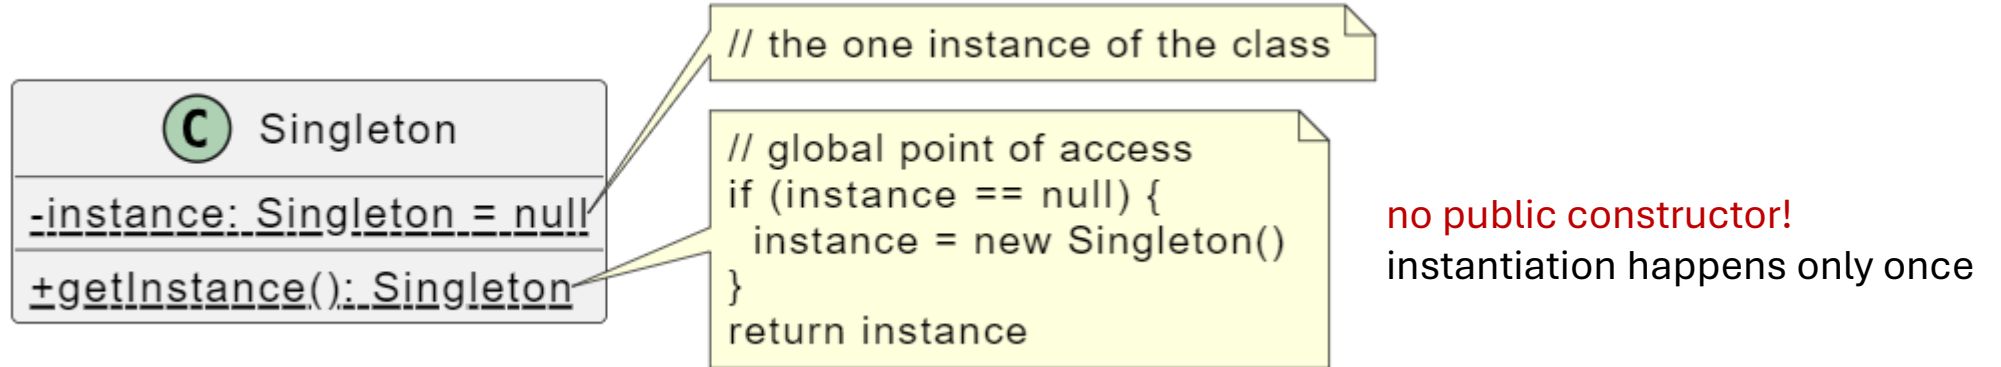 C Singleton
-instance: Singleton = null
+getInstance(): Singleton
// the one instance of the class
// global point of access
if (instance == null) {
  instance = new Singleton()
}
return instance
no public constructor!
instantiation happens only once